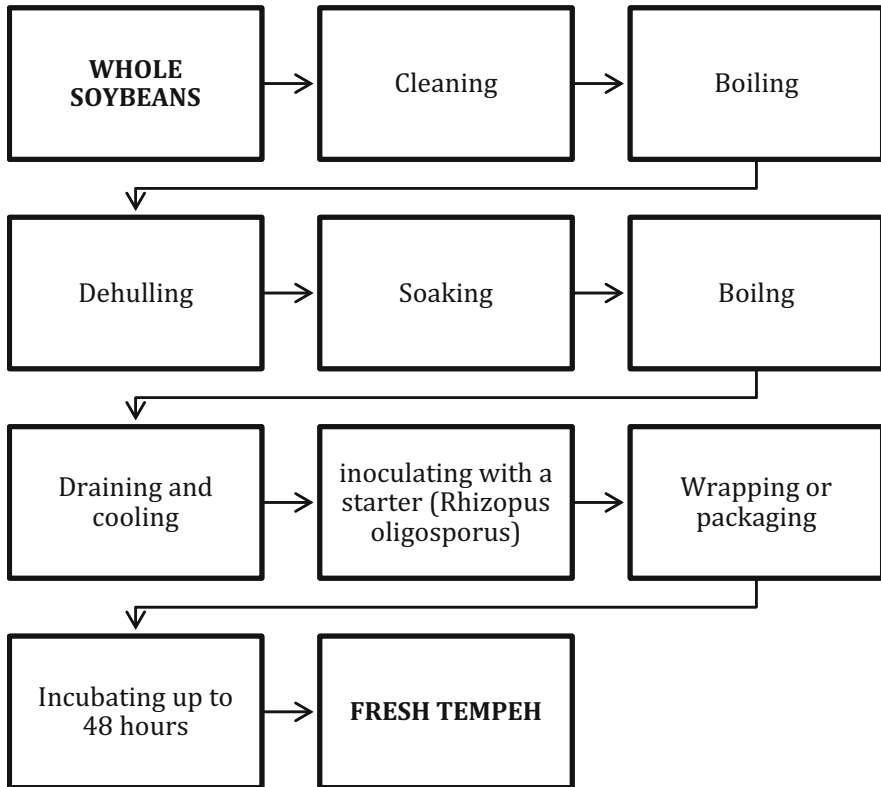 WHOLE
SOYBEANS
Cleaning
Boiling
Dehulling
Soaking
Boilng
Draining and
cooling
inoculating with a
starter (Rhizopus
oligosporus)
Wrapping or
packaging
Incubating up to
48 hours
FRESH TEMPEH